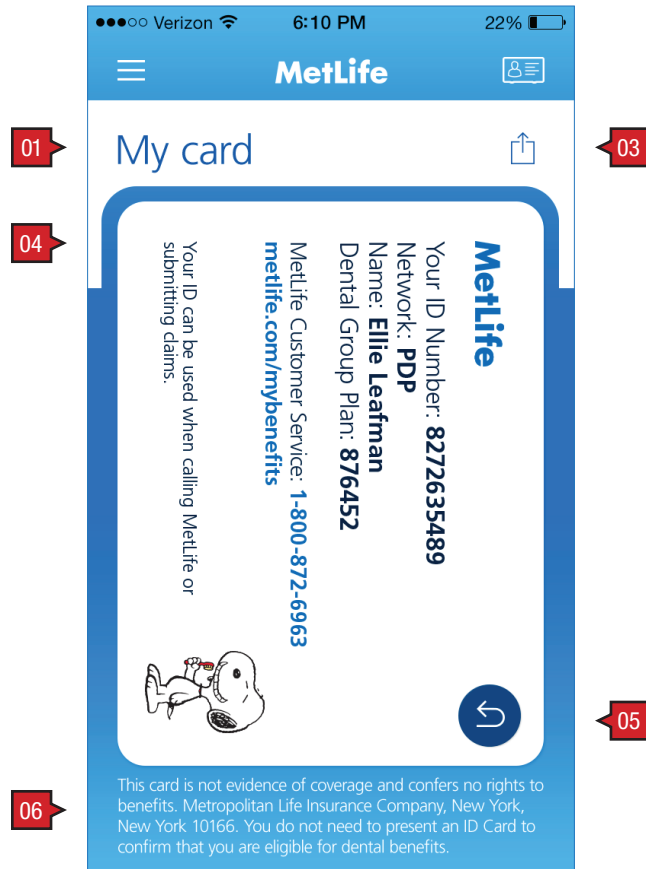 Verizon 6:10 PM 22%
MetLife
01
My card
03
04
MetLife
Your ID Number: 8272635489
Network: PDP
Name: Ellie Leafman
Dental Group Plan: 876452
MetLife Customer Service: 1-800-872-6963
metlife.com/mybenefits
Your ID can be used when calling MetLife or
submitting claims.
05
06
This card is not evidence of coverage and confers no rights to
benefits. Metropolitan Life Insurance Company, New York,
New York 10166. You do not need to present an ID Card to
confirm that you are eligible for dental benefits.